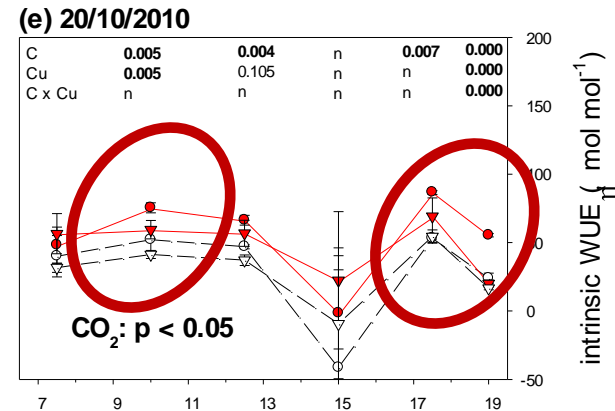 (e) 20/10/2010
C 0.005 0.004 n 0.007 0.000
Cu 0.005 0.105 n n 0.000
C x Cu n n n n 0.000
CO₂: p < 0.05
200
150
100
0
0
-50
7 9 11 13 15 17 19
intrinsic WUE (μ mol mol⁻¹)